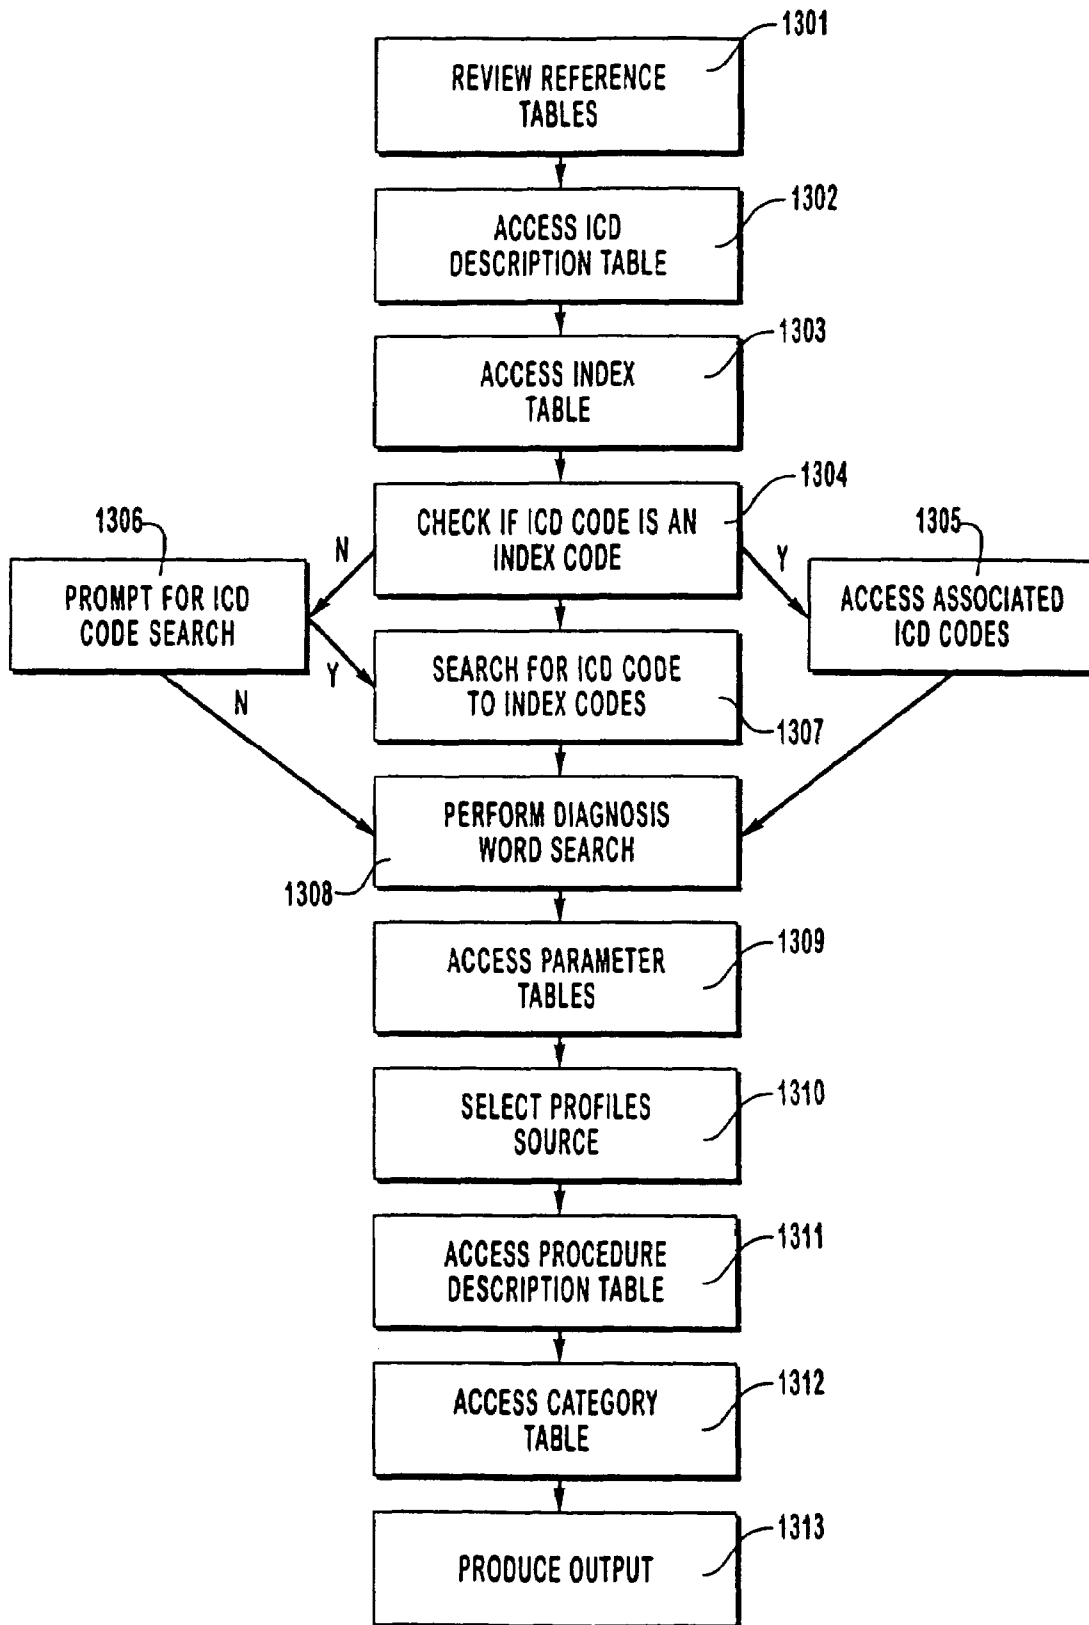 1301
REVIEW REFERENCE
TABLES
1302
ACCESS ICD
DESCRIPTION TABLE
1303
ACCESS INDEX
TABLE
1304
CHECK IF ICD CODE IS AN
INDEX CODE
N
Y
1306
PROMPT FOR ICD
CODE SEARCH
1305
ACCESS ASSOCIATED
ICD CODES
Y
N
SEARCH FOR ICD CODE
TO INDEX CODES
1307
PERFORM DIAGNOSIS
WORD SEARCH
1308
1309
ACCESS PARAMETER
TABLES
1310
SELECT PROFILES
SOURCE
1311
ACCESS PROCEDURE
DESCRIPTION TABLE
1312
ACCESS CATEGORY
TABLE
1313
PRODUCE OUTPUT